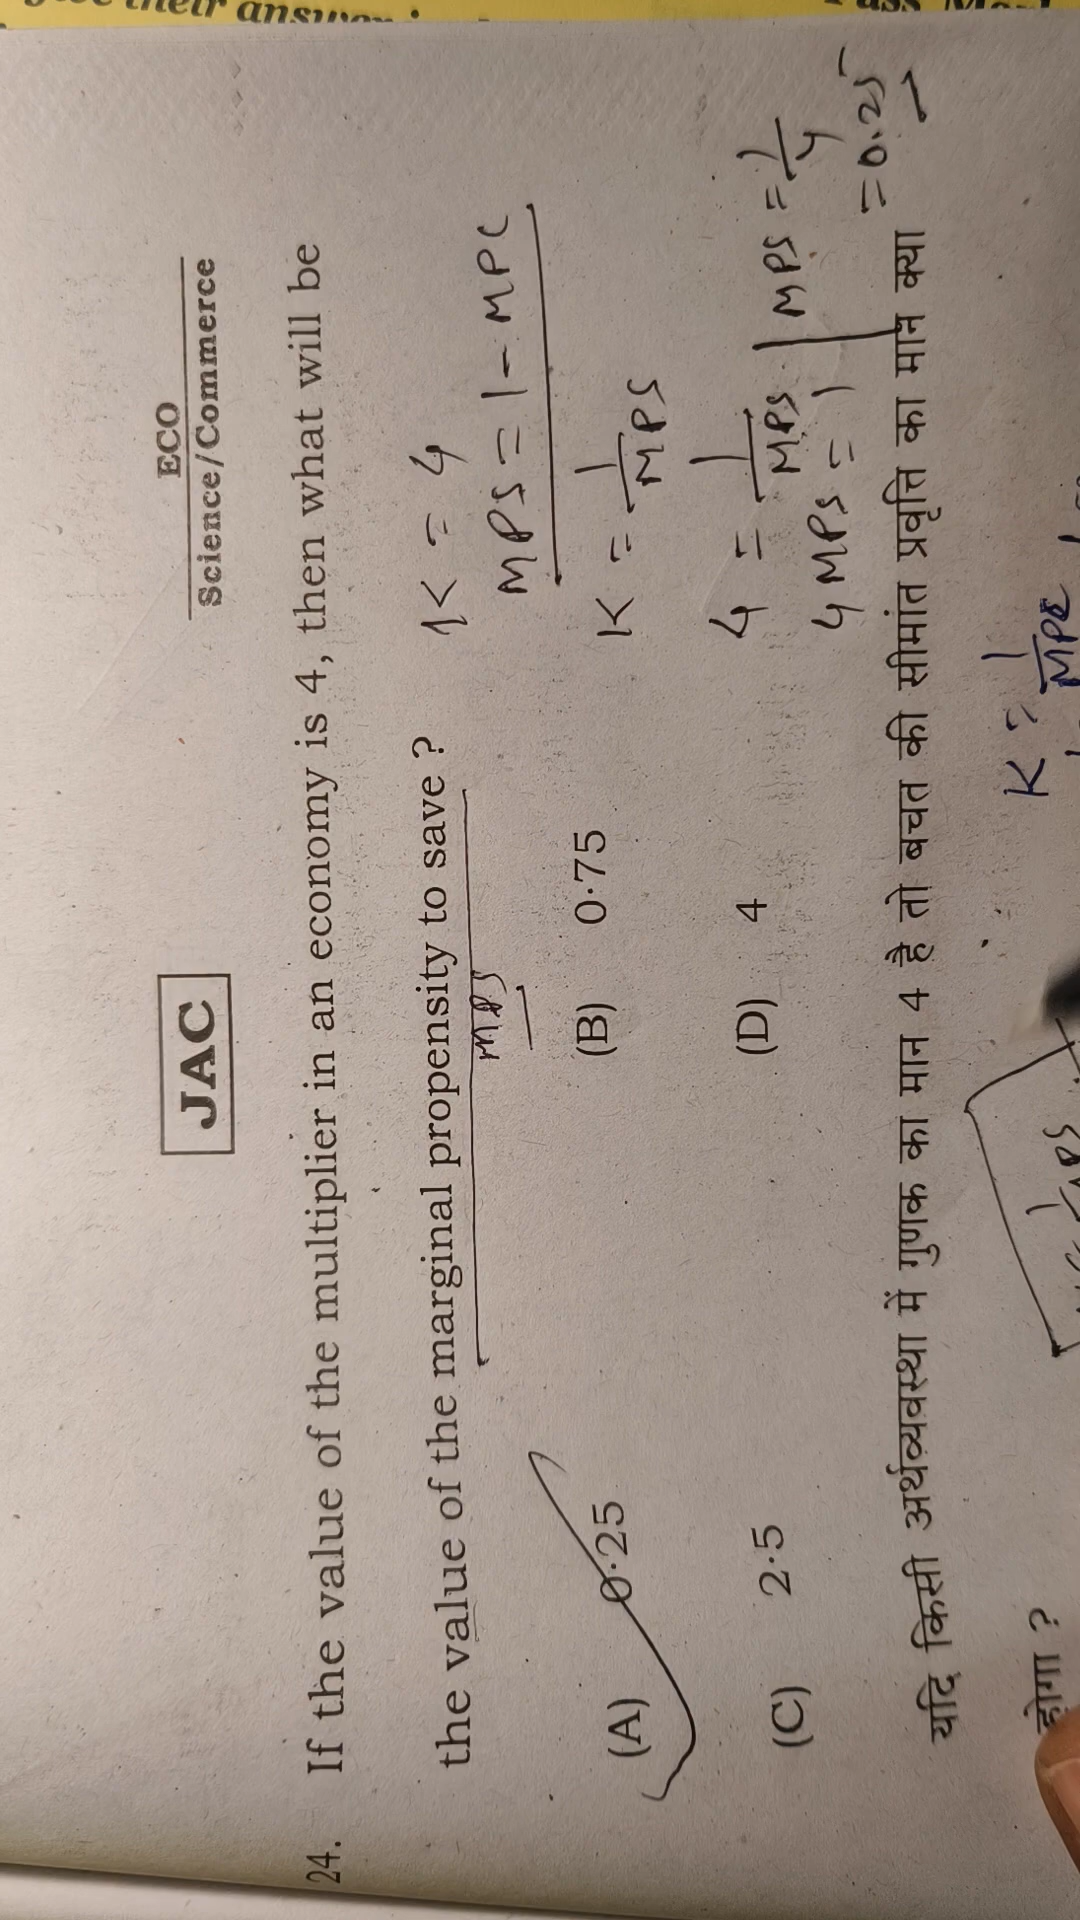 their answer
JAC
ECO
Science/Commerce
24. If the value of the multiplier in an economy is 4, then what will be
the value of the marginal propensity to save ?
mps
K = 4
MPS = 1 - MPC
(A) 0·25
(B) 0·75
K = 1/MPS
(C) 2·5
(D) 4
4 = 1/MPS
4 MPS = 1
MPS = 1/4
= 0.25
यदि किसी अर्थव्यवस्था में गुणक का मान 4 है तो बचत की सीमांत प्रवृत्ति का मान क्या
होगा ?
K = 1/MPS